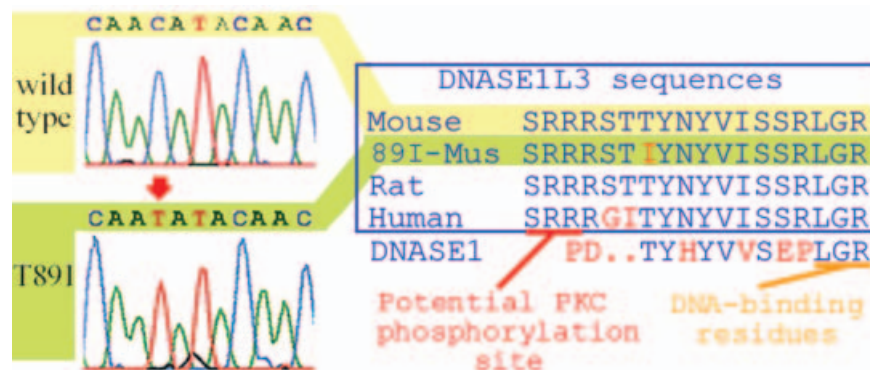 CAACATACAAC
wild
type
CAATATACAAC
T89I
DNASE1L3 sequences
Mouse SRRRSTTYNYVISSRLGR
89I-Mus SRRRSTIYNYVISSRLGR
Rat SRRRSTTYNYVISSRLGR
Human SRRRGITYNYVISSRLGR
DNASE1 PD..TYHYVVSEPLGR
Potential PKC
phosphorylation
site
DNA-binding
residues